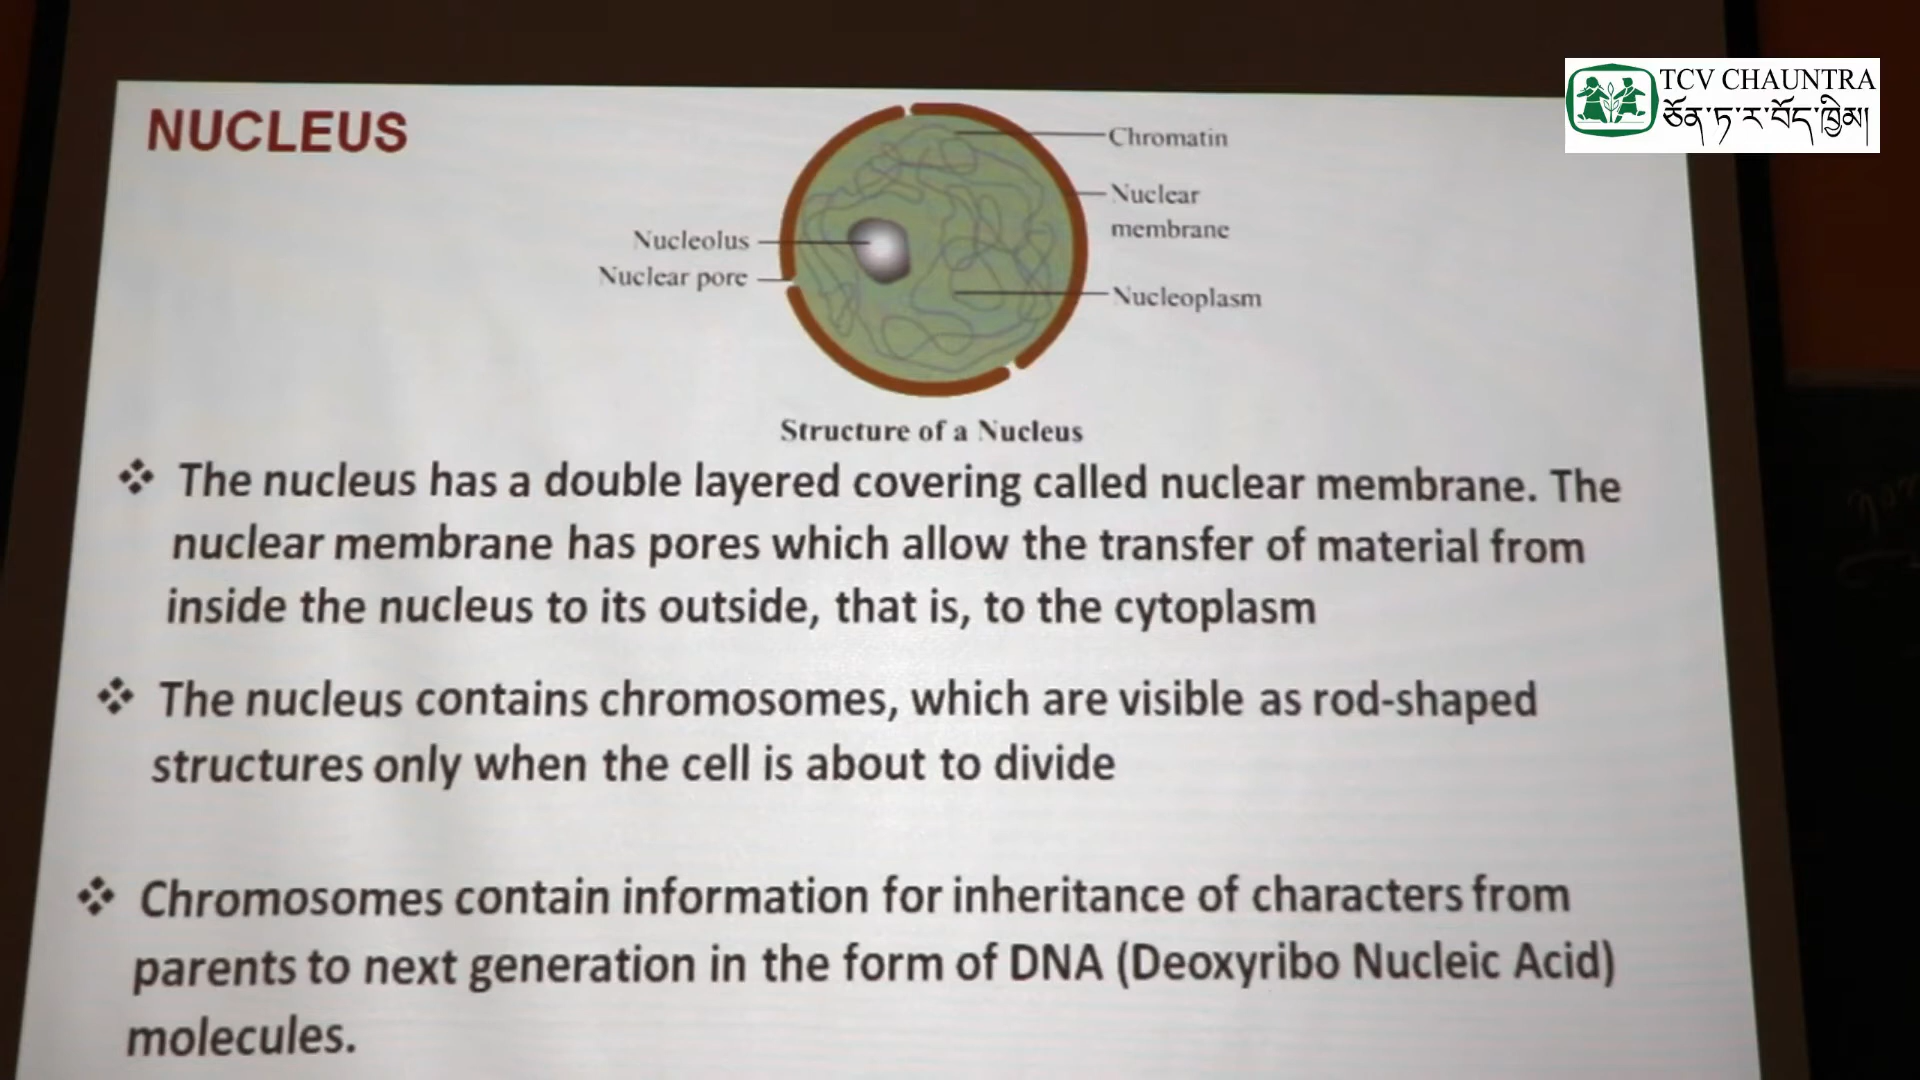 TCV CHAUNTRA
ཅོན་ཏ་ར་བོད་ཁྱིམ།
NUCLEUS
Chromatin
Nuclear
membrane
Nucleolus
Nuclear pore
Nucleoplasm
Structure of a Nucleus
❖ The nucleus has a double layered covering called nuclear membrane. The
nuclear membrane has pores which allow the transfer of material from
inside the nucleus to its outside, that is, to the cytoplasm
❖ The nucleus contains chromosomes, which are visible as rod-shaped
structures only when the cell is about to divide
❖ Chromosomes contain information for inheritance of characters from
parents to next generation in the form of DNA (Deoxyribo Nucleic Acid)
molecules.